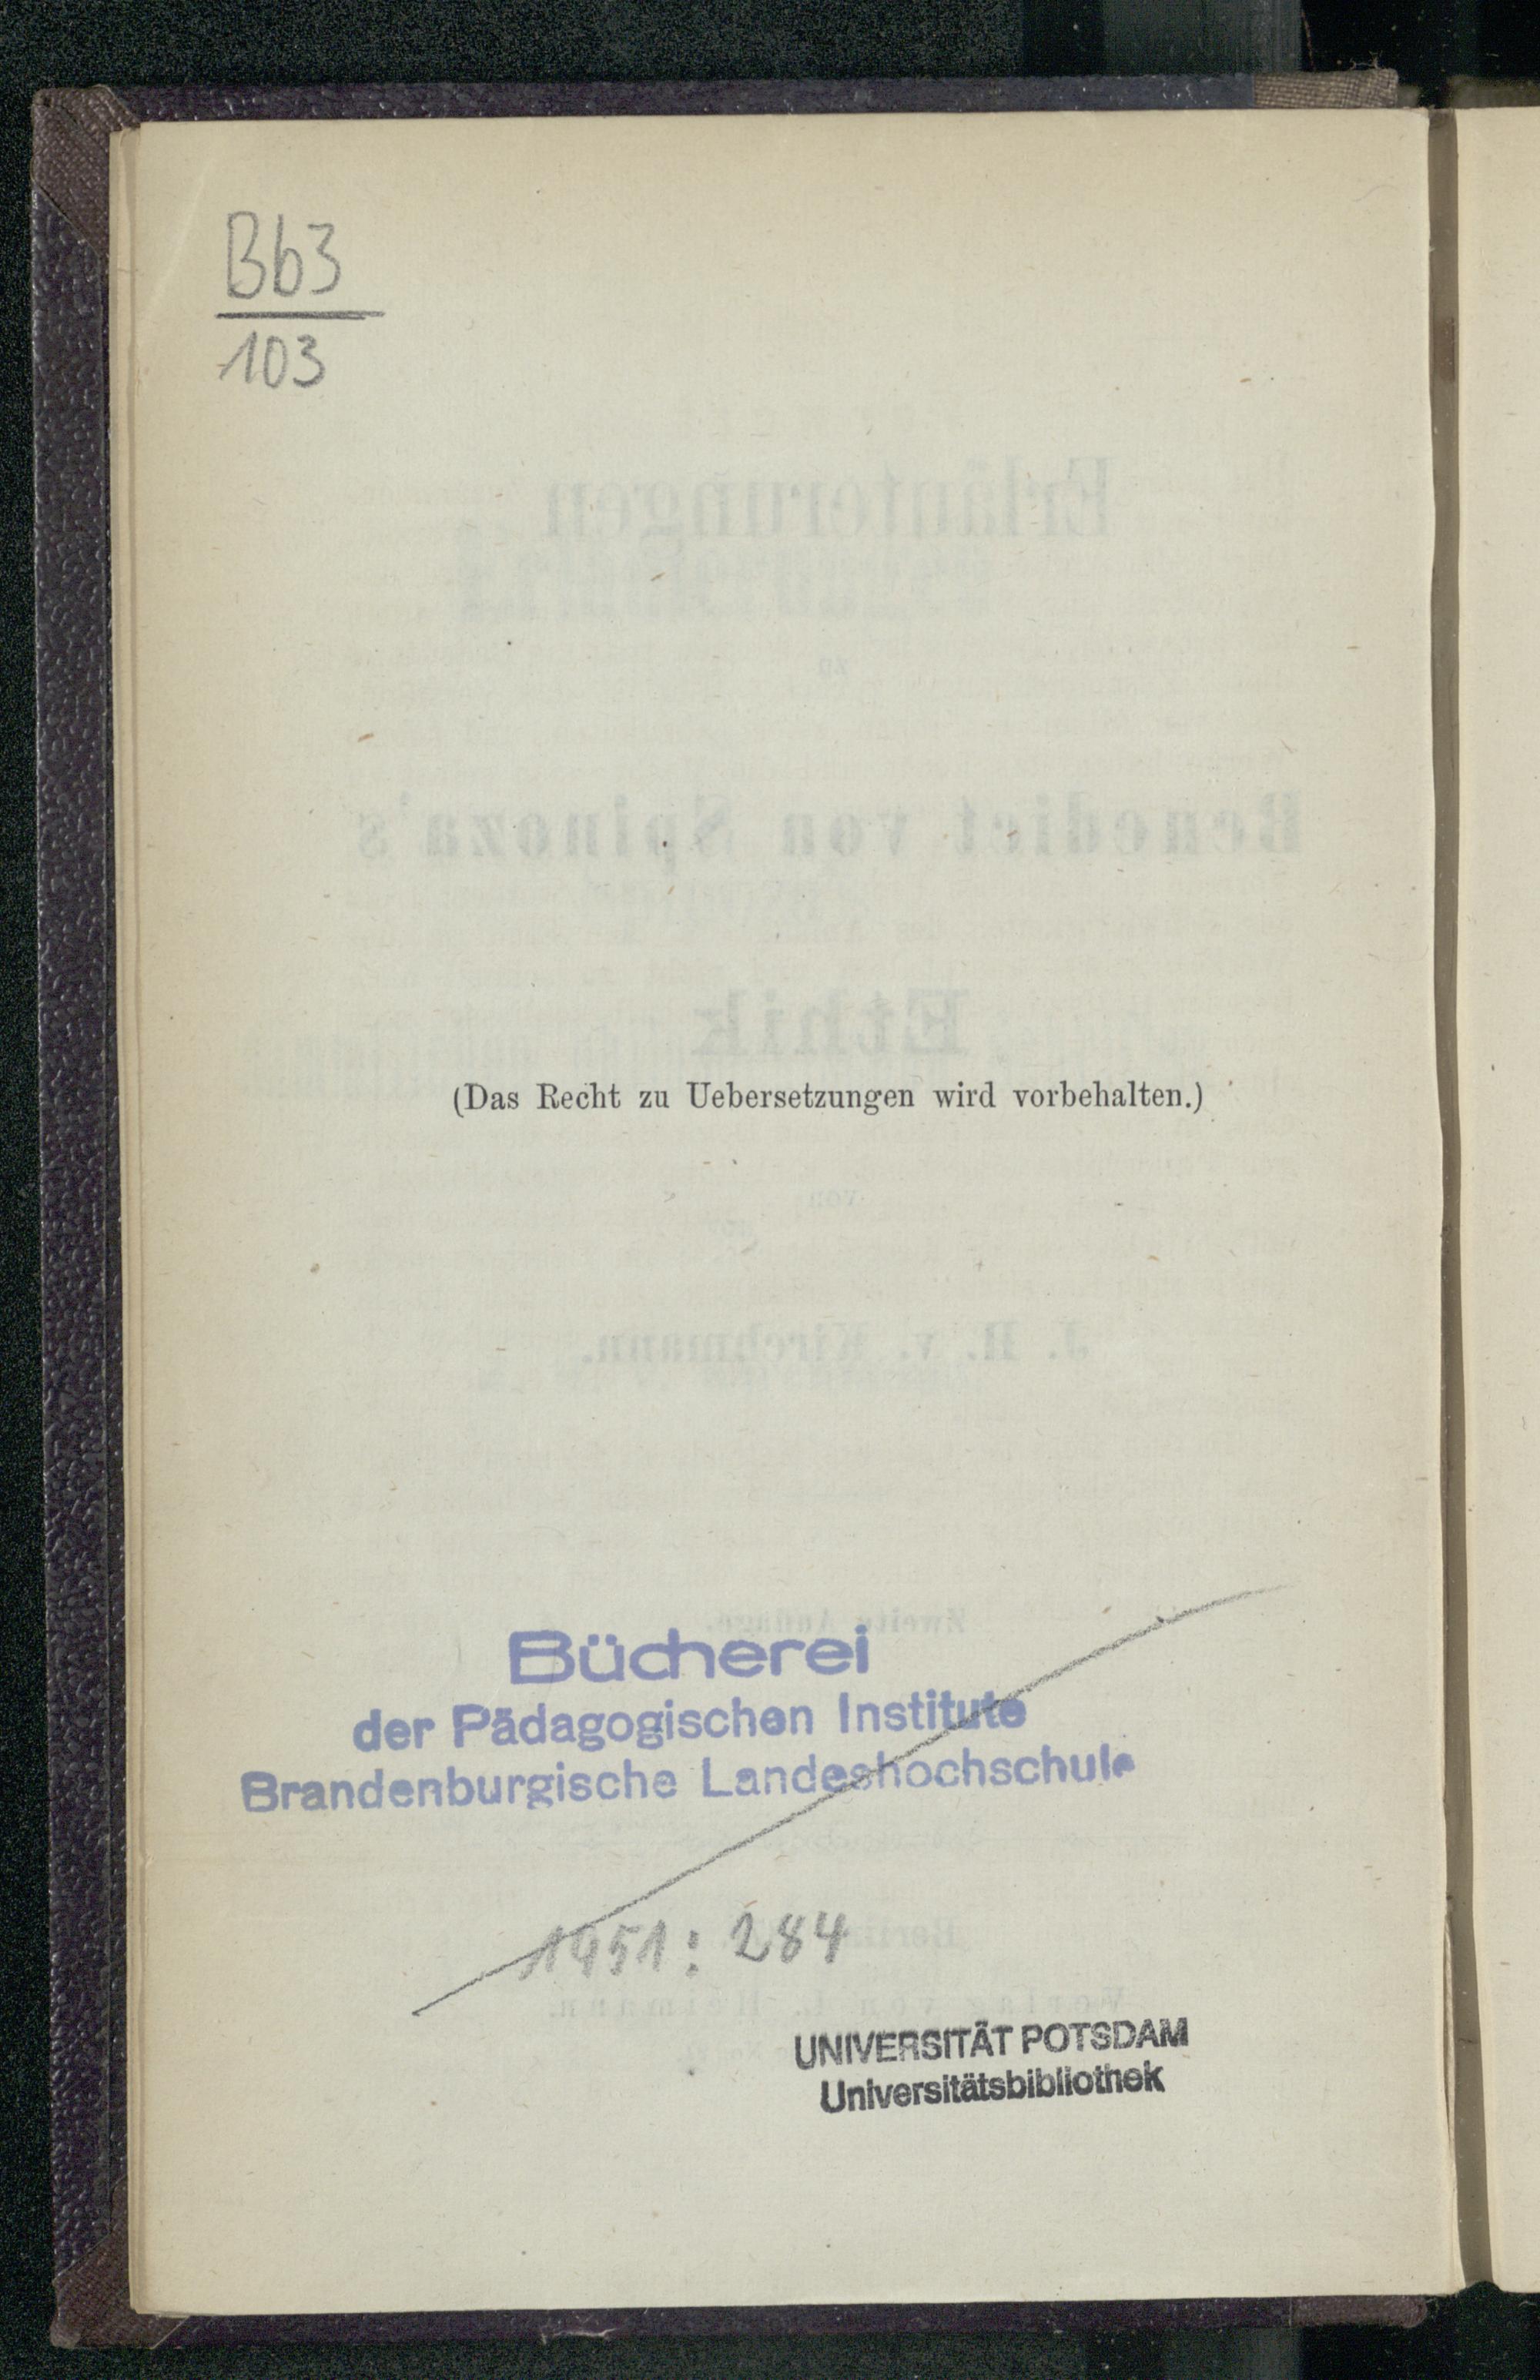 Bb3
103
(Das Recht zu Uebersetzungen wird vorbehalten.)
Bücherei
der Pädagogischen Institute
Brandenburgische Landeshochschule
1951: 284
UNIVERSITÄT POTSDAM
Universitätsbibliothek